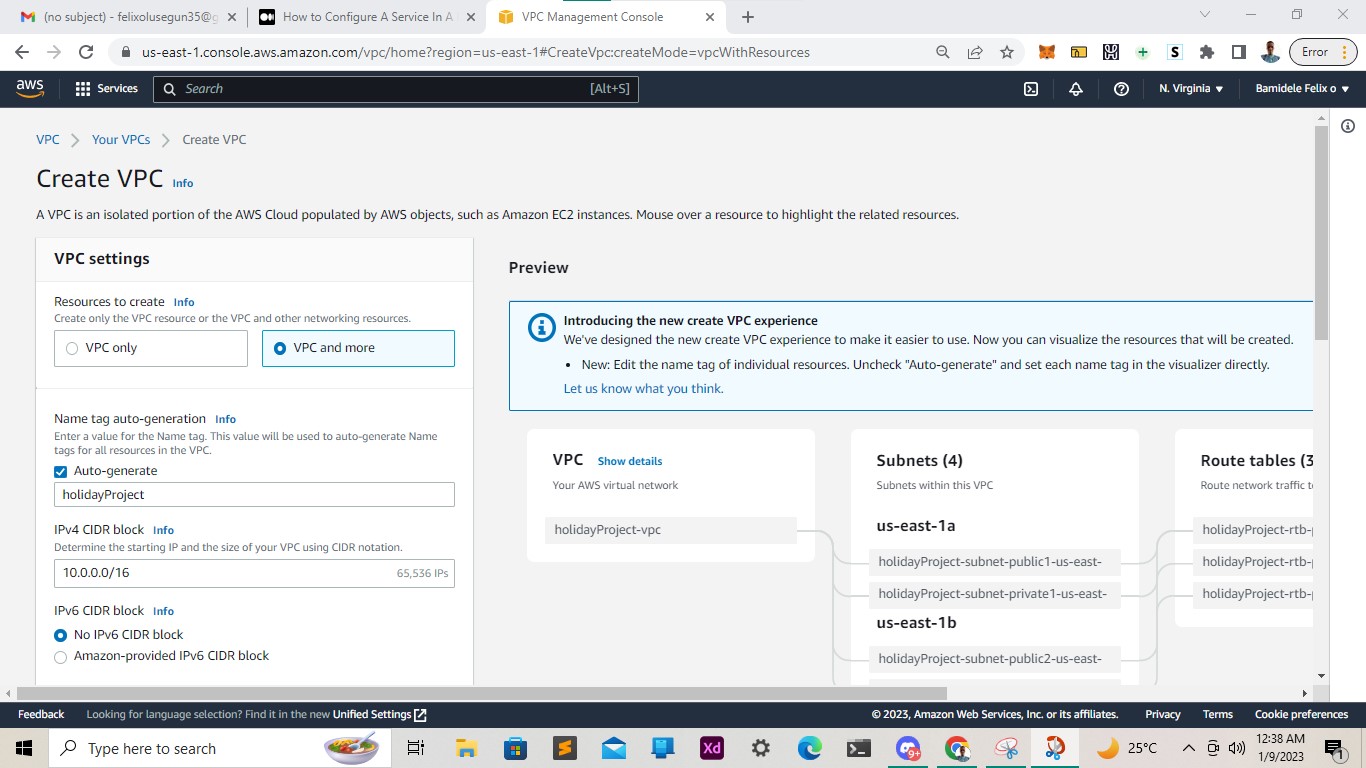 (no subject) - felixolusegun35@g
How to Configure A Service In A
VPC Management Console
us-east-1.console.aws.amazon.com/vpc/home?region=us-east-1#CreateVpc:createMode=vpcWithResources
Error
aws
Services
Search
[Alt+S]
N. Virginia
Bamidele Felix o
VPC
Your VPCs
Create VPC
Create VPC Info
A VPC is an isolated portion of the AWS Cloud populated by AWS objects, such as Amazon EC2 instances. Mouse over a resource to highlight the related resources.
VPC settings
Resources to create Info
Create only the VPC resource or the VPC and other networking resources.
VPC only
VPC and more
Name tag auto-generation Info
Enter a value for the Name tag. This value will be used to auto-generate Name
tags for all resources in the VPC.
Auto-generate
holidayProject
IPv4 CIDR block Info
Determine the starting IP and the size of your VPC using CIDR notation.
10.0.0.0/16
65,536 IPs
IPv6 CIDR block Info
No IPv6 CIDR block
Amazon-provided IPv6 CIDR block
Preview
Introducing the new create VPC experience
We've designed the new create VPC experience to make it easier to use. Now you can visualize the resources that will be created.
• New: Edit the name tag of individual resources. Uncheck "Auto-generate" and set each name tag in the visualizer directly.
Let us know what you think.
VPC Show details
Your AWS virtual network
holidayProject-vpc
Subnets (4)
Subnets within this VPC
us-east-1a
holidayProject-subnet-public1-us-east-
holidayProject-subnet-private1-us-east-
us-east-1b
holidayProject-subnet-public2-us-east-
Route tables (3
Route network traffic to
holidayProject-rtb-p
holidayProject-rtb-p
holidayProject-rtb-p
Feedback
Looking for language selection? Find it in the new Unified Settings
© 2023, Amazon Web Services, Inc. or its affiliates.
Privacy
Terms
Cookie preferences
Type here to search
Xd
9+
25°C
12:38 AM
1/9/2023
1